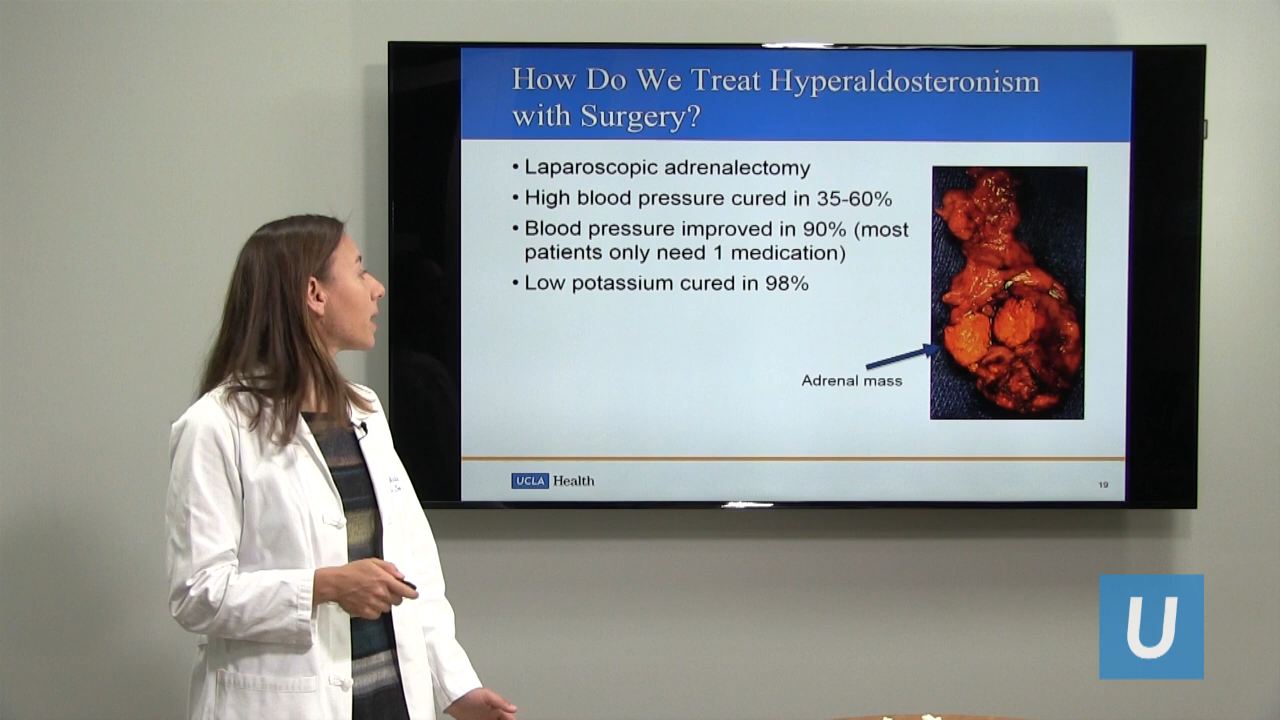 How Do We Treat Hyperaldosteronism
with Surgery?
• Laparoscopic adrenalectomy
• High blood pressure cured in 35-60%
• Blood pressure improved in 90% (most
patients only need 1 medication)
• Low potassium cured in 98%
Adrenal mass
UCLA Health
19
U